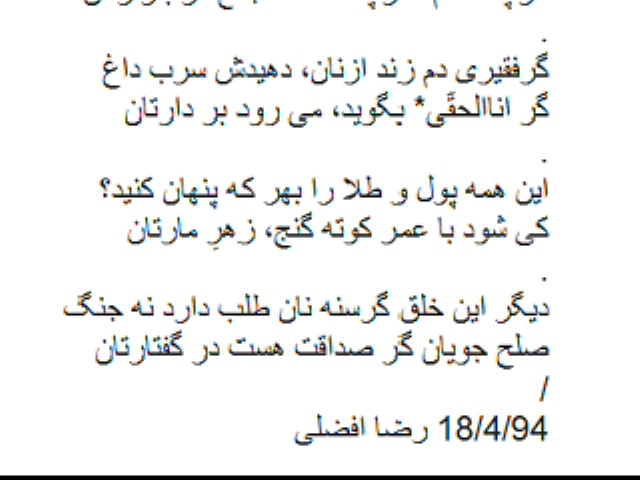 .
گرفقیری دم زند ازنان، دهیدش سرب داغ
گر اناالحقّی* بگوید، می رود بر دارتان
.
این همه پول و طلا را بهر که پنهان کنید؟
کی شود با عمر کوته گنج، زهرِ مارتان
.
دیگر این خلق گرسنه نان طلب دارد نه جنگ
صلح جویان گر صداقت هست در گفتارتان
/
18/4/94 رضا افضلی